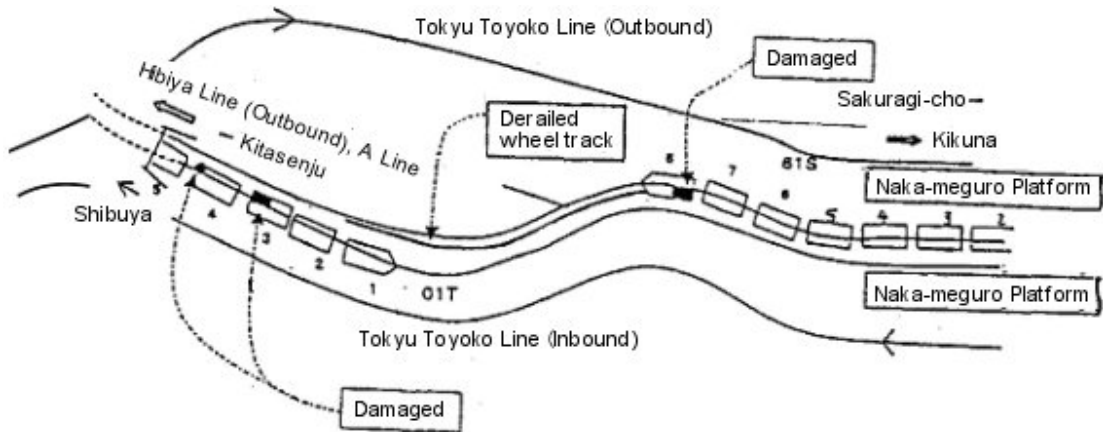 Tokyu Toyoko Line (Outbound)
Damaged
Hibiya Line (Outbound), A Line
— Kitasenju
Derailed
wheel track
Sakuragi-cho —
Kikuna
Shibuya
8
7
6
5
4
3
2
61S
Naka-meguro Platform
5
4
3
2
1
01T
Naka-meguro Platform
Tokyu Toyoko Line (Inbound)
Damaged